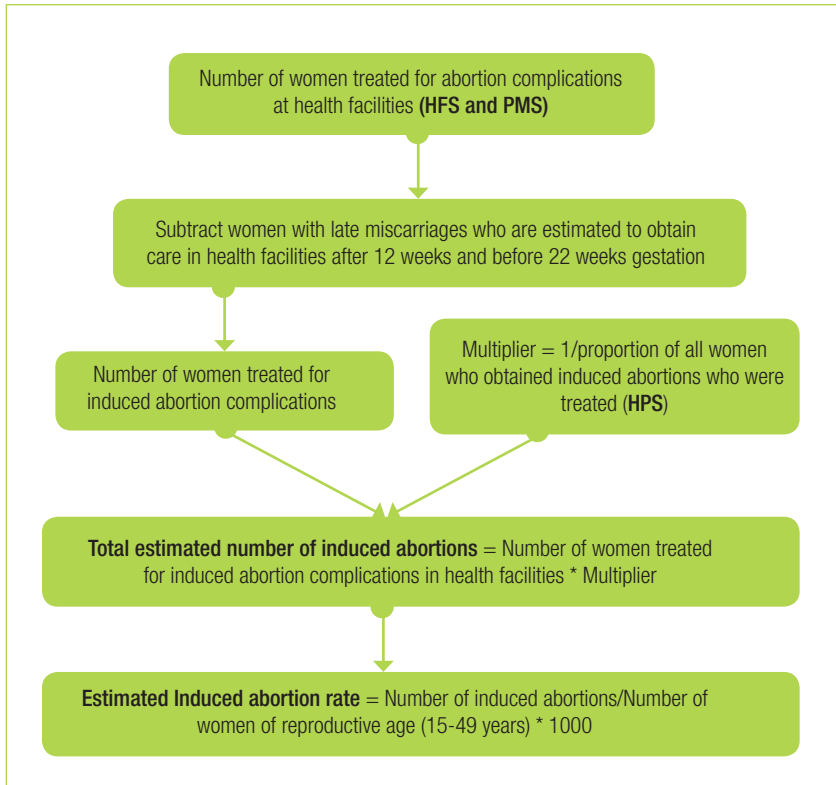 Number of women treated for abortion complications
at health facilities (HFS and PMS)
Subtract women with late miscarriages who are estimated to obtain
care in health facilities after 12 weeks and before 22 weeks gestation
Number of women treated for
induced abortion complications
Multiplier = 1/proportion of all women
who obtained induced abortions who were
treated (HPS)
Total estimated number of induced abortions = Number of women treated
for induced abortion complications in health facilities * Multiplier
Estimated Induced abortion rate = Number of induced abortions/Number of
women of reproductive age (15-49 years) * 1000